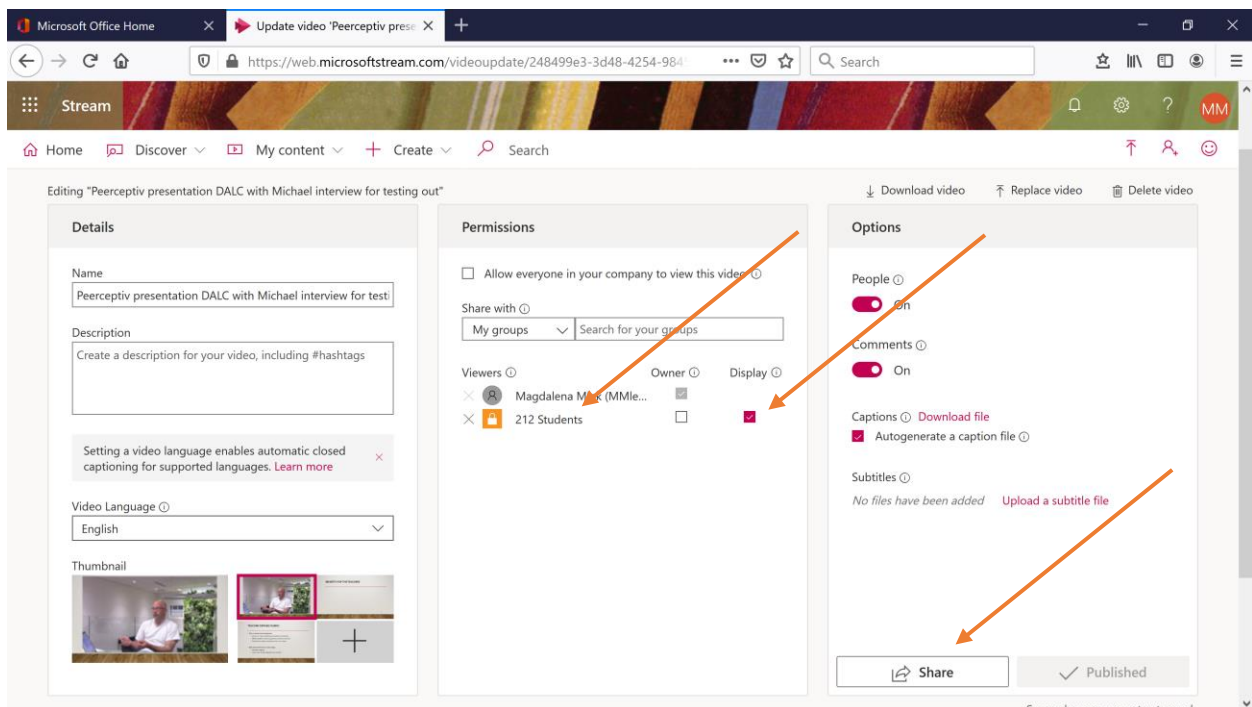 Microsoft Office Home
Update video 'Peerceptiv prese
https://web.microsoftstream.com/videoupdate/248499e3-3d48-4254-984
Search
Stream
MM
Home
Discover
My content
Create
Search
Editing "Peerceptiv presentation DALC with Michael interview for testing out"
Download video
Replace video
Delete video
Details
Name
Peerceptiv presentation DALC with Michael interview for testi
Description
Create a description for your video, including #hashtags
Setting a video language enables automatic closed
captioning for supported languages. Learn more
Video Language
English
Thumbnail
Permissions
Allow everyone in your company to view this video
Share with
My groups
Search for your groups
Viewers Owner Display
Magdalena (MMle...
212 Students
Options
People
On
Comments
On
Captions Download file
Autogenerate a caption file
Subtitles
No files have been added Upload a subtitle file
Share
Published